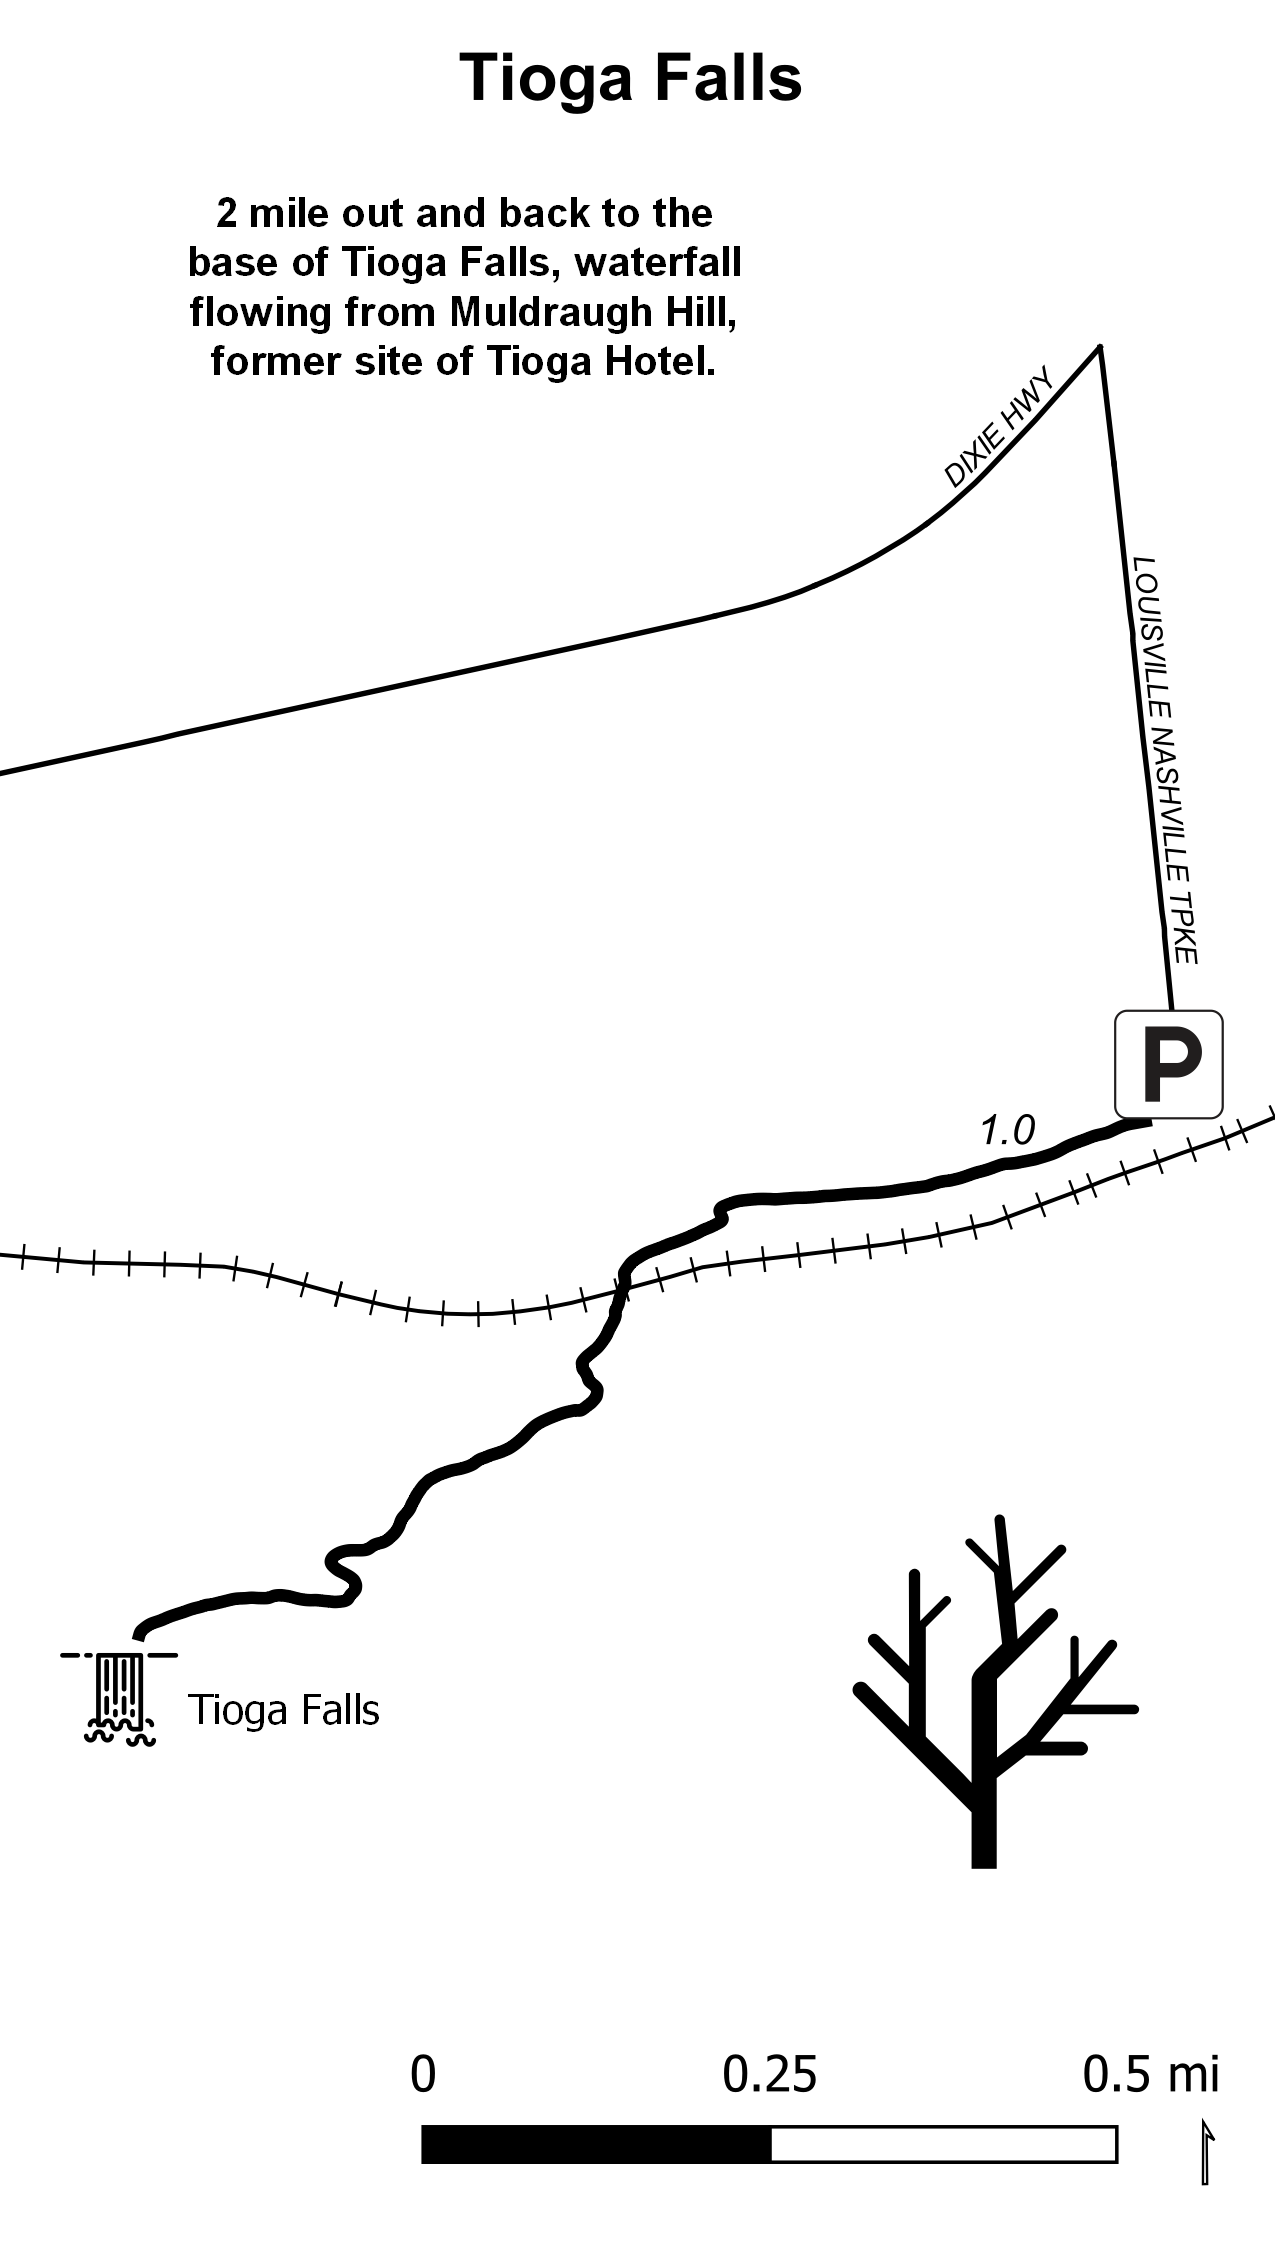 Tioga Falls
2 mile out and back to the
base of Tioga Falls, waterfall
flowing from Muldraugh Hill,
former site of Tioga Hotel.
DIXIE HWY
LOUISVILLE NASHVILLE TPKE
P
1.0
Tioga Falls
0 0.25 0.5 mi